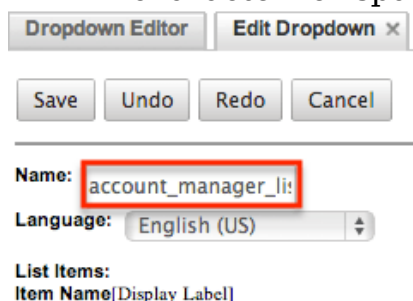 Dropdown Editor Edit Dropdown ×
Save Undo Redo Cancel
Name: account_manager_lis
Language: English (US)
List Items:
Item Name[Display Label]